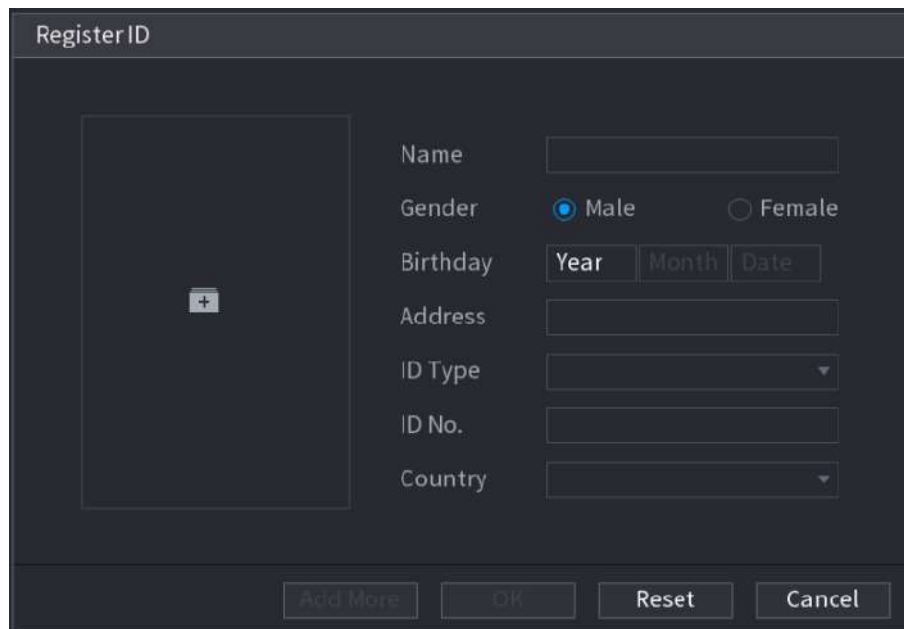 Register ID
Name
Gender Male Female
Birthday Year Month Date
Address
ID Type
ID No.
Country
Add More OK Reset Cancel